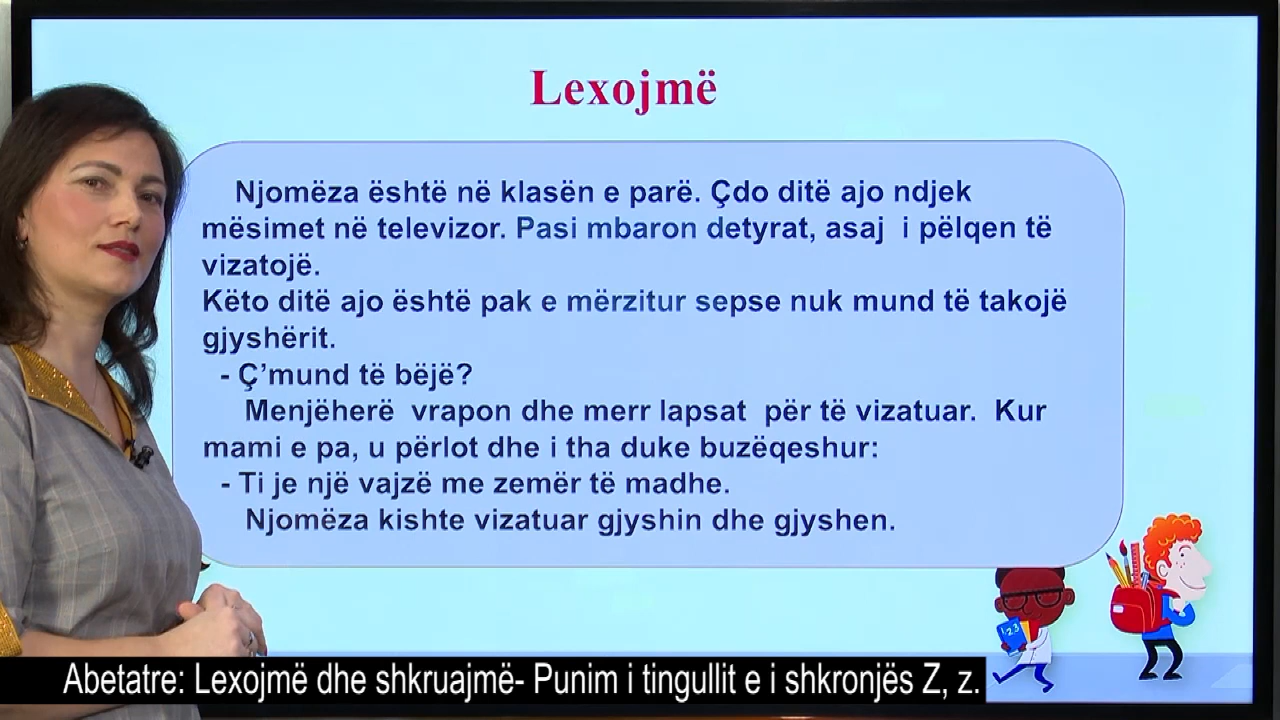 Lexojmë
Njomëza është në klasën e parë. Çdo ditë ajo ndjek
mësimet në televizor. Pasi mbaron detyrat, asaj i pëlqen të
vizatojë.
Këto ditë ajo është pak e mërzitur sepse nuk mund të takojë
gjyshërit.
- Ç’mund të bëjë?
Menjëherë vrapon dhe merr lapsat për të vizatuar. Kur
mami e pa, u përlot dhe i tha duke buzëqeshur:
- Ti je një vajzë me zemër të madhe.
Njomëza kishte vizatuar gjyshin dhe gjyshen.
1,2,3
Abetatre: Lexojmë dhe shkruajmë- Punim i tingullit e i shkronjës Z, z.